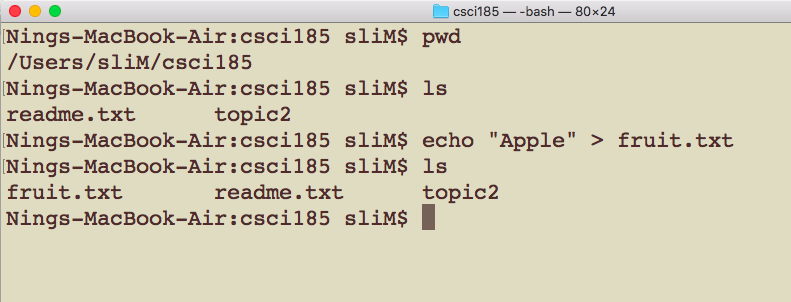 csci185 — -bash — 80×24
Nings-MacBook-Air:csci185 sliM$ pwd
/Users/sliM/csci185
Nings-MacBook-Air:csci185 sliM$ ls
readme.txt      topic2
Nings-MacBook-Air:csci185 sliM$ echo "Apple" > fruit.txt
Nings-MacBook-Air:csci185 sliM$ ls
fruit.txt       readme.txt      topic2
Nings-MacBook-Air:csci185 sliM$